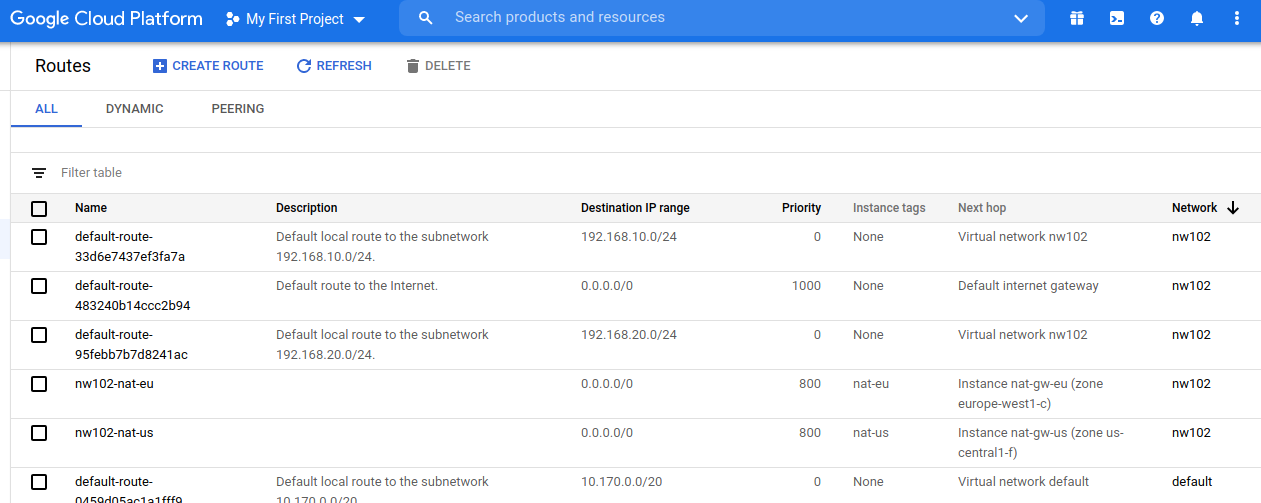 Google Cloud Platform My First Project Search products and resources
Routes CREATE ROUTE REFRESH DELETE
ALL DYNAMIC PEERING
Filter table
Name Description Destination IP range Priority Instance tags Next hop Network
default-route- Default local route to the subnetwork 192.168.10.0/24 0 None Virtual network nw102 nw102
33d6e7437ef3fa7a 192.168.10.0/24.
default-route- Default route to the Internet. 0.0.0.0/0 1000 None Default internet gateway nw102
483240b14ccc2b94
default-route- Default local route to the subnetwork 192.168.20.0/24 0 None Virtual network nw102 nw102
95febb7b7d8241ac 192.168.20.0/24.
nw102-nat-eu 0.0.0.0/0 800 nat-eu Instance nat-gw-eu (zone nw102
europe-west1-c)
nw102-nat-us 0.0.0.0/0 800 nat-us Instance nat-gw-us (zone us- nw102
central1-f)
default-route- Default local route to the subnetwork 10.170.0.0/20 0 None Virtual network default default
0459d05ac1a1fff9 10.170.0.0/20